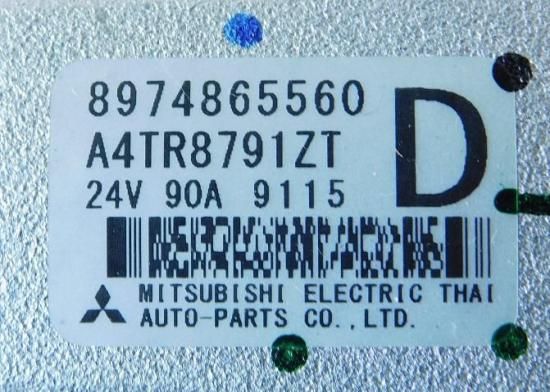 8974865560
A4TR8791ZT
D
24V 90A 9115
MITSUBISHI ELECTRIC THAI
AUTO-PARTS CO.,LTD.